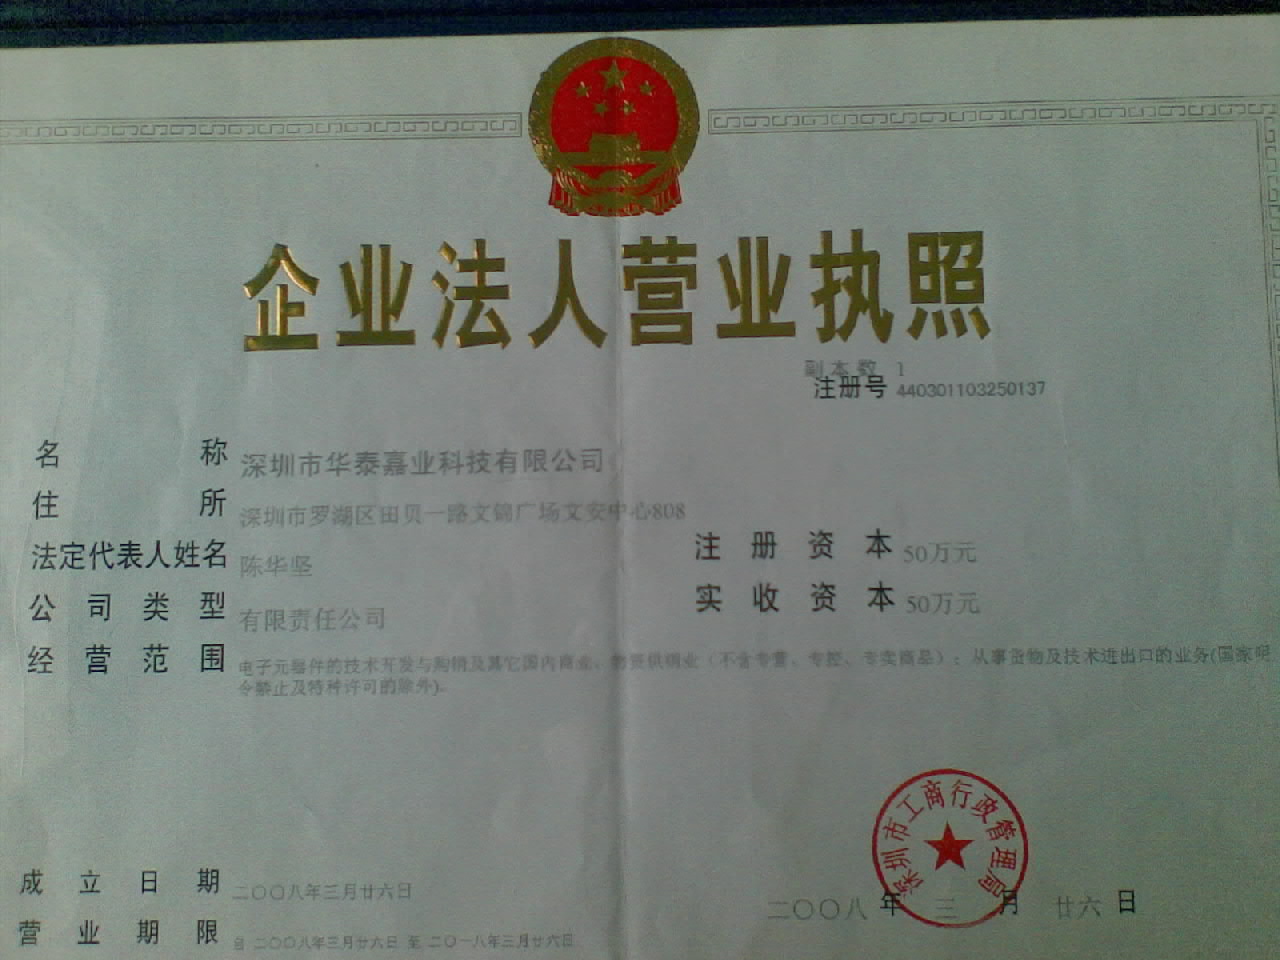 企业法人营业执照
副本数 1
注册号 440301103250137
名称 深圳市华泰嘉业科技有限公司
住所 深圳市罗湖区田贝一路文锦广场文安中心808
法定代表人姓名 陈华坚
注册资本 50万元
公司类型 有限责任公司
实收资本 50万元
经营范围 电子元器件的技术开发与购销及其它国内商业、物资供销业（不含专营、专控、专卖商品）；从事货物及技术进出口的业务(国家明
令禁止及特种许可的除外)。
深圳市工商行政管理局
成立日期 二〇〇八年三月廿六日
二〇〇八年三月廿六日
营业期限 自二〇〇八年三月廿六日至二〇一八年三月廿六日